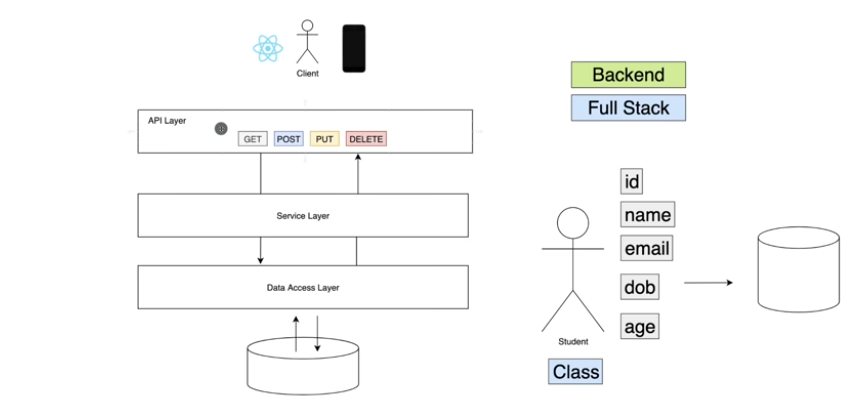 Client
API Layer
GET POST PUT DELETE
Service Layer
Data Access Layer
Backend
Full Stack
id
name
email
dob
age
Student
Class